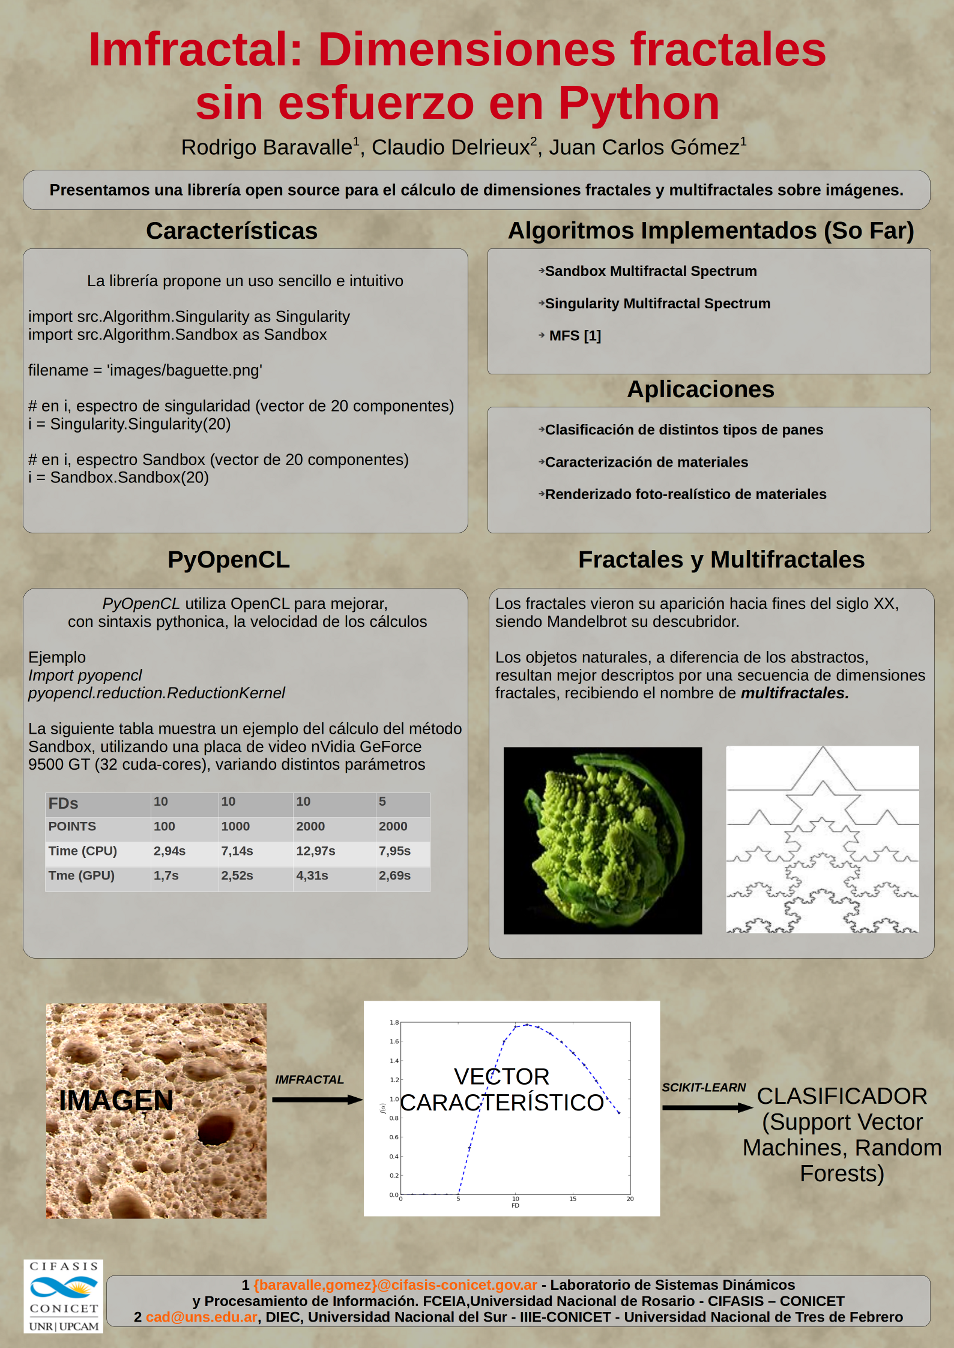 Imfractal: Dimensiones fractales
sin esfuerzo en Python
Rodrigo Baravalle1, Claudio Delrieux2, Juan Carlos Gómez1
Presentamos una librería open source para el cálculo de dimensiones fractales y multifractales sobre imágenes.
Características
La librería propone un uso sencillo e intuitivo
import src.Algorithm.Singularity as Singularity
import src.Algorithm.Sandbox as Sandbox
filename = 'images/baguette.png'
# en i, espectro de singularidad (vector de 20 componentes)
i = Singularity.Singularity(20)
# en i, espectro Sandbox (vector de 20 componentes)
i = Sandbox.Sandbox(20)
Algoritmos Implementados (So Far)
➔Sandbox Multifractal Spectrum
➔Singularity Multifractal Spectrum
➔ MFS [1]
Aplicaciones
➔Clasificación de distintos tipos de panes
➔Caracterización de materiales
➔Renderizado foto-realístico de materiales
PyOpenCL
PyOpenCL utiliza OpenCL para mejorar,
con sintaxis pythonica, la velocidad de los cálculos
Ejemplo
Import pyopencl
pyopencl.reduction.ReductionKernel
La siguiente tabla muestra un ejemplo del cálculo del método
Sandbox, utilizando una placa de video nVidia GeForce
9500 GT (32 cuda-cores), variando distintos parámetros
FDs 10 10 10 5
POINTS 100 1000 2000 2000
Time (CPU) 2,94s 7,14s 12,97s 7,95s
Tme (GPU) 1,7s 2,52s 4,31s 2,69s
Fractales y Multifractales
Los fractales vieron su aparición hacia fines del siglo XX,
siendo Mandelbrot su descubridor.
Los objetos naturales, a diferencia de los abstractos,
resultan mejor descriptos por una secuencia de dimensiones
fractales, recibiendo el nombre de multifractales.
IMAGEN
IMFRACTAL
1.8
1.6
1.4
1.2
1.0
0.8
0.6
0.4
0.2
0.0
0 5 10 15 20
FD
VECTOR
CARACTERÍSTICO
SCIKIT-LEARN
CLASIFICADOR
(Support Vector
Machines, Random
Forests)
CIFASIS
CONICET
UNR|UPCAM
1 {baravalle,gomez}@cifasis-conicet.gov.ar - Laboratorio de Sistemas Dinámicos
y Procesamiento de Información. FCEIA,Universidad Nacional de Rosario - CIFASIS – CONICET
2 cad@uns.edu.ar, DIEC, Universidad Nacional del Sur - IIIE-CONICET - Universidad Nacional de Tres de Febrero